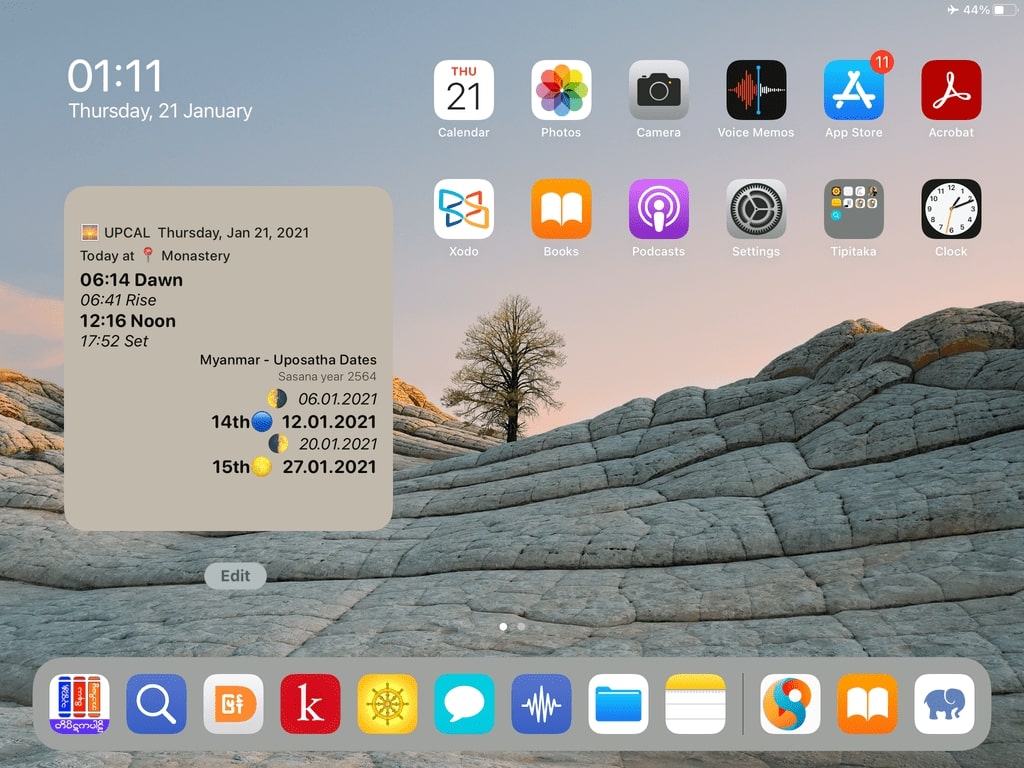 44%
01:11
Thursday, 21 January
THU
21
11
Calendar
Photos
Camera
Voice Memos
App Store
Acrobat
Xodo
Books
Podcasts
Settings
Tipitaka
Clock
UPCAL Thursday, Jan 21, 2021
Today at 📍 Monastery
06:14 Dawn
06:41 Rise
12:16 Noon
17:52 Set
Myanmar - Uposatha Dates
Sasana year 2564
06.01.2021
14th 12.01.2021
20.01.2021
15th 27.01.2021
Edit
k